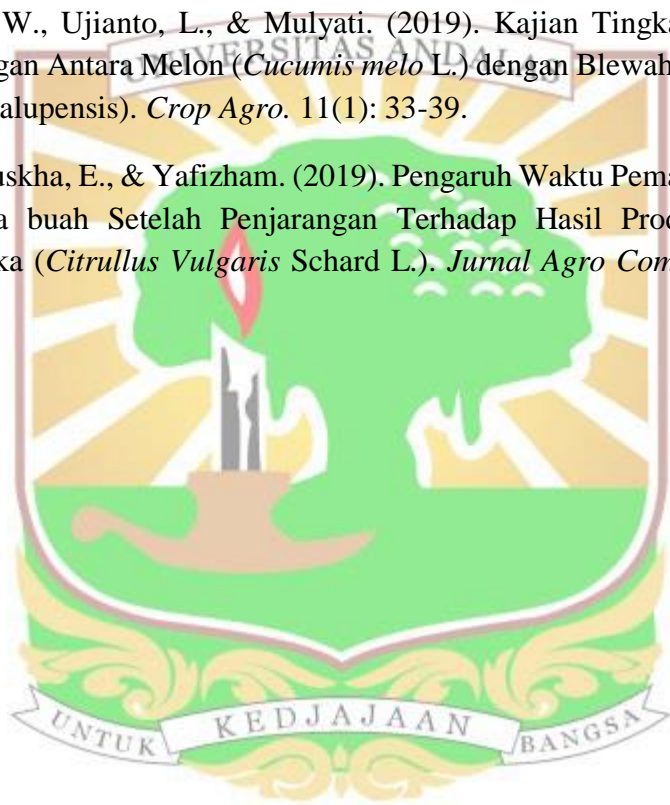 W., Ujianto, L., & Mulyati. (2019). Kajian Tingka
UNIVERSITAS ANDALAS
gan Antara Melon (Cucumis melo L.) dengan Blewah
alupensis). Crop Agro. 11(1): 33-39.
uskha, E., & Yafizham. (2019). Pengaruh Waktu Pema
a buah Setelah Penjarangan Terhadap Hasil Prod
ka (Citrullus Vulgaris Schard L.). Jurnal Agro Com
UNTUK KEDJAJAAN BANGSA